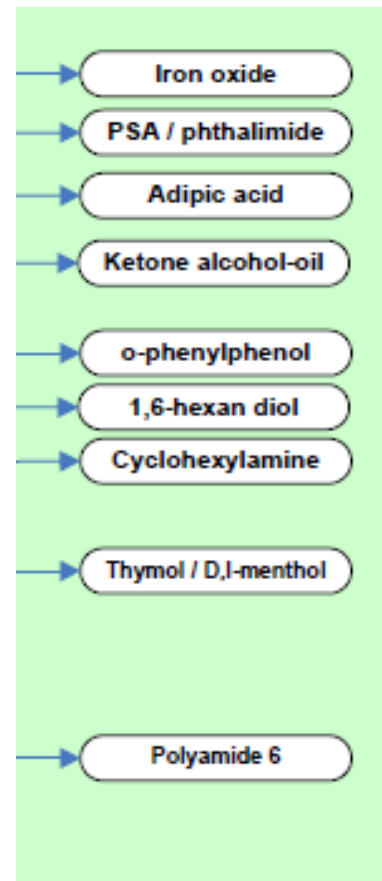 Iron oxide
PSA / phthalimide
Adipic acid
Ketone alcohol-oil
o-phenylphenol
1,6-hexan diol
Cyclohexylamine
Thymol / D,l-menthol
Polyamide 6